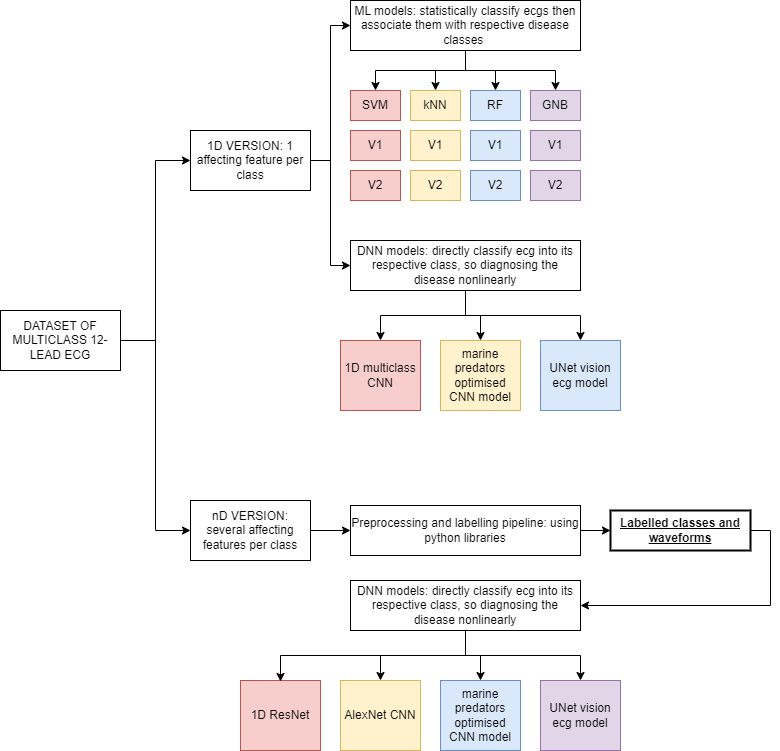 ML models: statistically classify ecgs then
associate them with respective disease
classes
SVM
kNN
RF
GNB
V1
V1
V1
V1
V2
V2
V2
V2
1D VERSION: 1
affecting feature per
class
DNN models: directly classify ecg into its
respective class, so diagnosing the
disease nonlinearly
DATASET OF
MULTICLASS 12-
LEAD ECG
1D multiclass
CNN
marine
predators
optimised
CNN model
UNet vision
ecg model
nD VERSION:
several affecting
features per class
Preprocessing and labelling pipeline: using
python libraries
Labelled classes and
waveforms
DNN models: directly classify ecg into its
respective class, so diagnosing the
disease nonlinearly
1D ResNet
AlexNet CNN
marine
predators
optimised
CNN model
UNet vision
ecg model